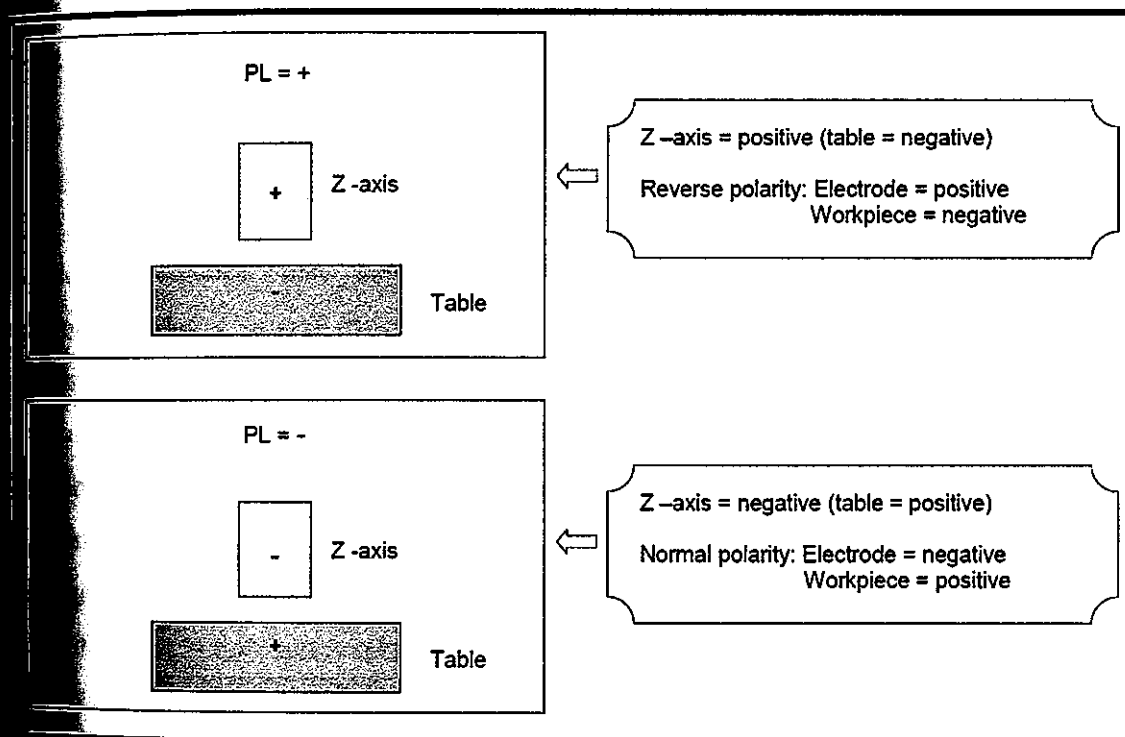 PL = +
+
Z -axis
-
Table
Z –axis = positive (table = negative)
Reverse polarity: Electrode = positive
Workpiece = negative
PL = -
-
Z -axis
+
Table
Z –axis = negative (table = positive)
Normal polarity: Electrode = negative
Workpiece = positive